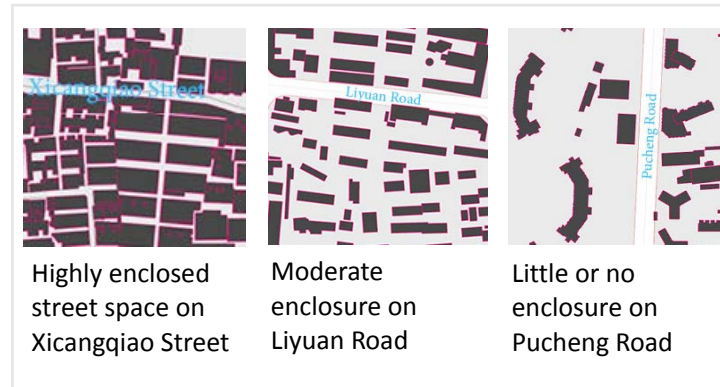 Xicangqiao Street
Liyuan Road
Pucheng Road
Highly enclosed
street space on
Xicangqiao Street
Moderate
enclosure on
Liyuan Road
Little or no
enclosure on
Pucheng Road